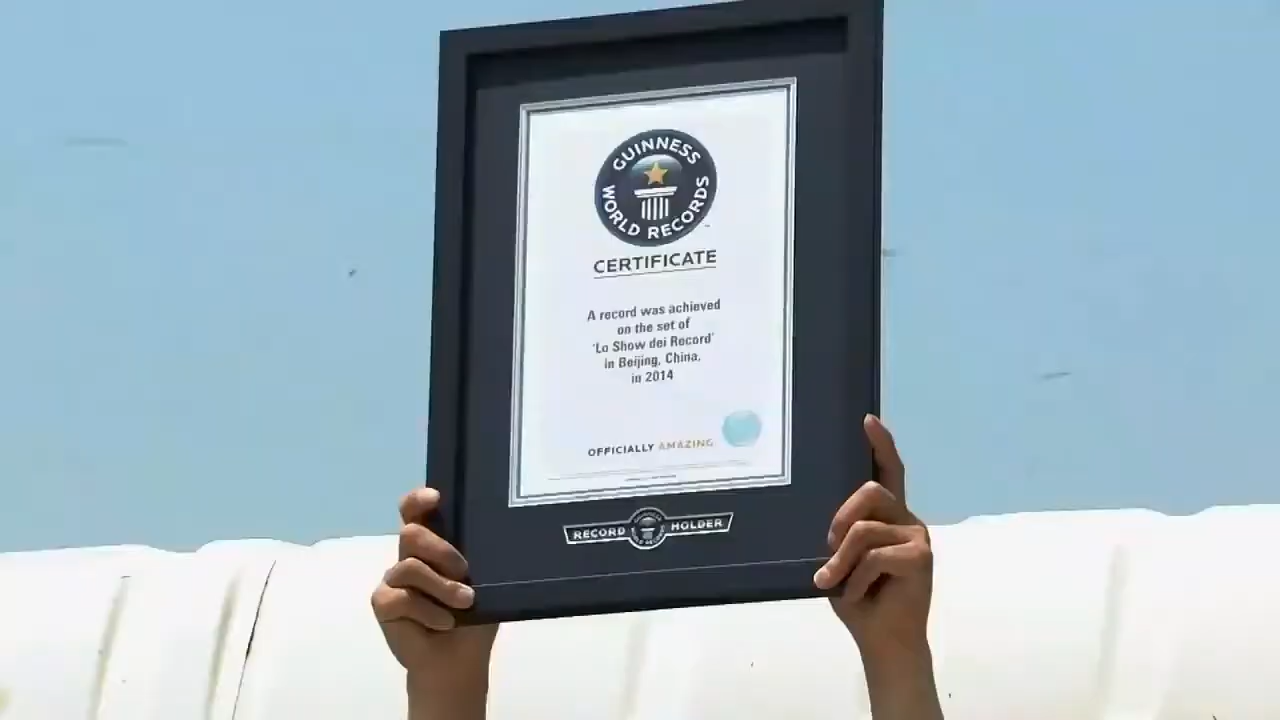 GUINNESS
WORLD RECORDS
CERTIFICATE
A record was achieved
on the set of
'Lo Show dei Record'
in Beijing, China,
in 2014
OFFICIALLY AMAZING
RECORD HOLDER